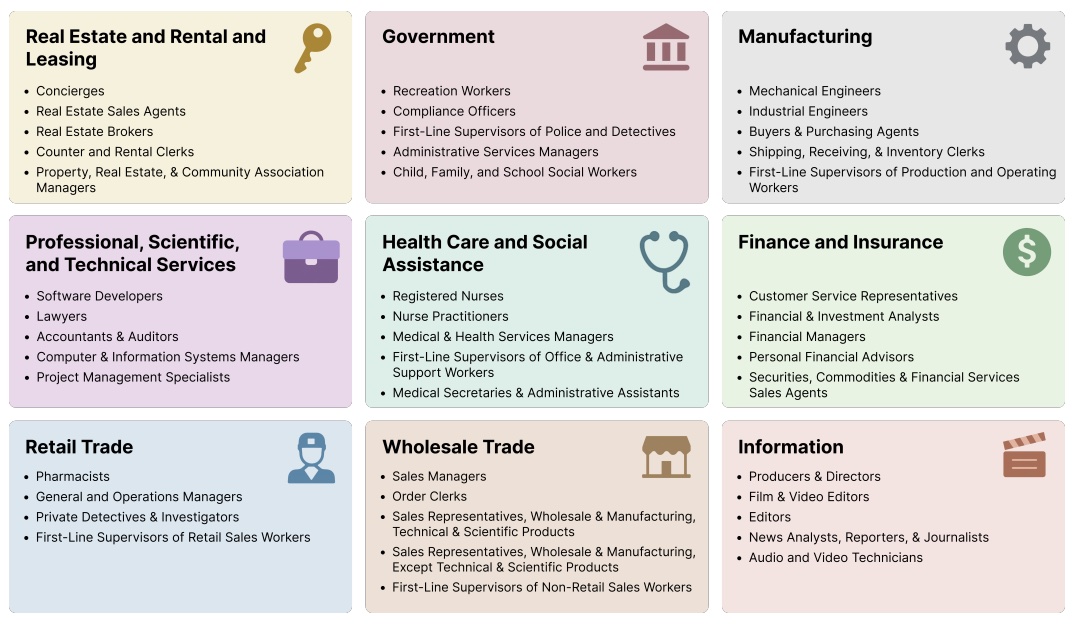 Real Estate and Rental and
Leasing
• Concierges
• Real Estate Sales Agents
• Real Estate Brokers
• Counter and Rental Clerks
• Property, Real Estate, & Community Association
Managers
Government
• Recreation Workers
• Compliance Officers
• First-Line Supervisors of Police and Detectives
• Administrative Services Managers
• Child, Family, and School Social Workers
Manufacturing
• Mechanical Engineers
• Industrial Engineers
• Buyers & Purchasing Agents
• Shipping, Receiving, & Inventory Clerks
• First-Line Supervisors of Production and Operating
Workers
Professional, Scientific,
and Technical Services
• Software Developers
• Lawyers
• Accountants & Auditors
• Computer & Information Systems Managers
• Project Management Specialists
Health Care and Social
Assistance
• Registered Nurses
• Nurse Practitioners
• Medical & Health Services Managers
• First-Line Supervisors of Office & Administrative
Support Workers
• Medical Secretaries & Administrative Assistants
Finance and Insurance
$
• Customer Service Representatives
• Financial & Investment Analysts
• Financial Managers
• Personal Financial Advisors
• Securities, Commodities & Financial Services
Sales Agents
Retail Trade
• Pharmacists
• General and Operations Managers
• Private Detectives & Investigators
• First-Line Supervisors of Retail Sales Workers
Wholesale Trade
• Sales Managers
• Order Clerks
• Sales Representatives, Wholesale & Manufacturing,
Technical & Scientific Products
• Sales Representatives, Wholesale & Manufacturing,
Except Technical & Scientific Products
• First-Line Supervisors of Non-Retail Sales Workers
Information
• Producers & Directors
• Film & Video Editors
• Editors
• News Analysts, Reporters, & Journalists
• Audio and Video Technicians